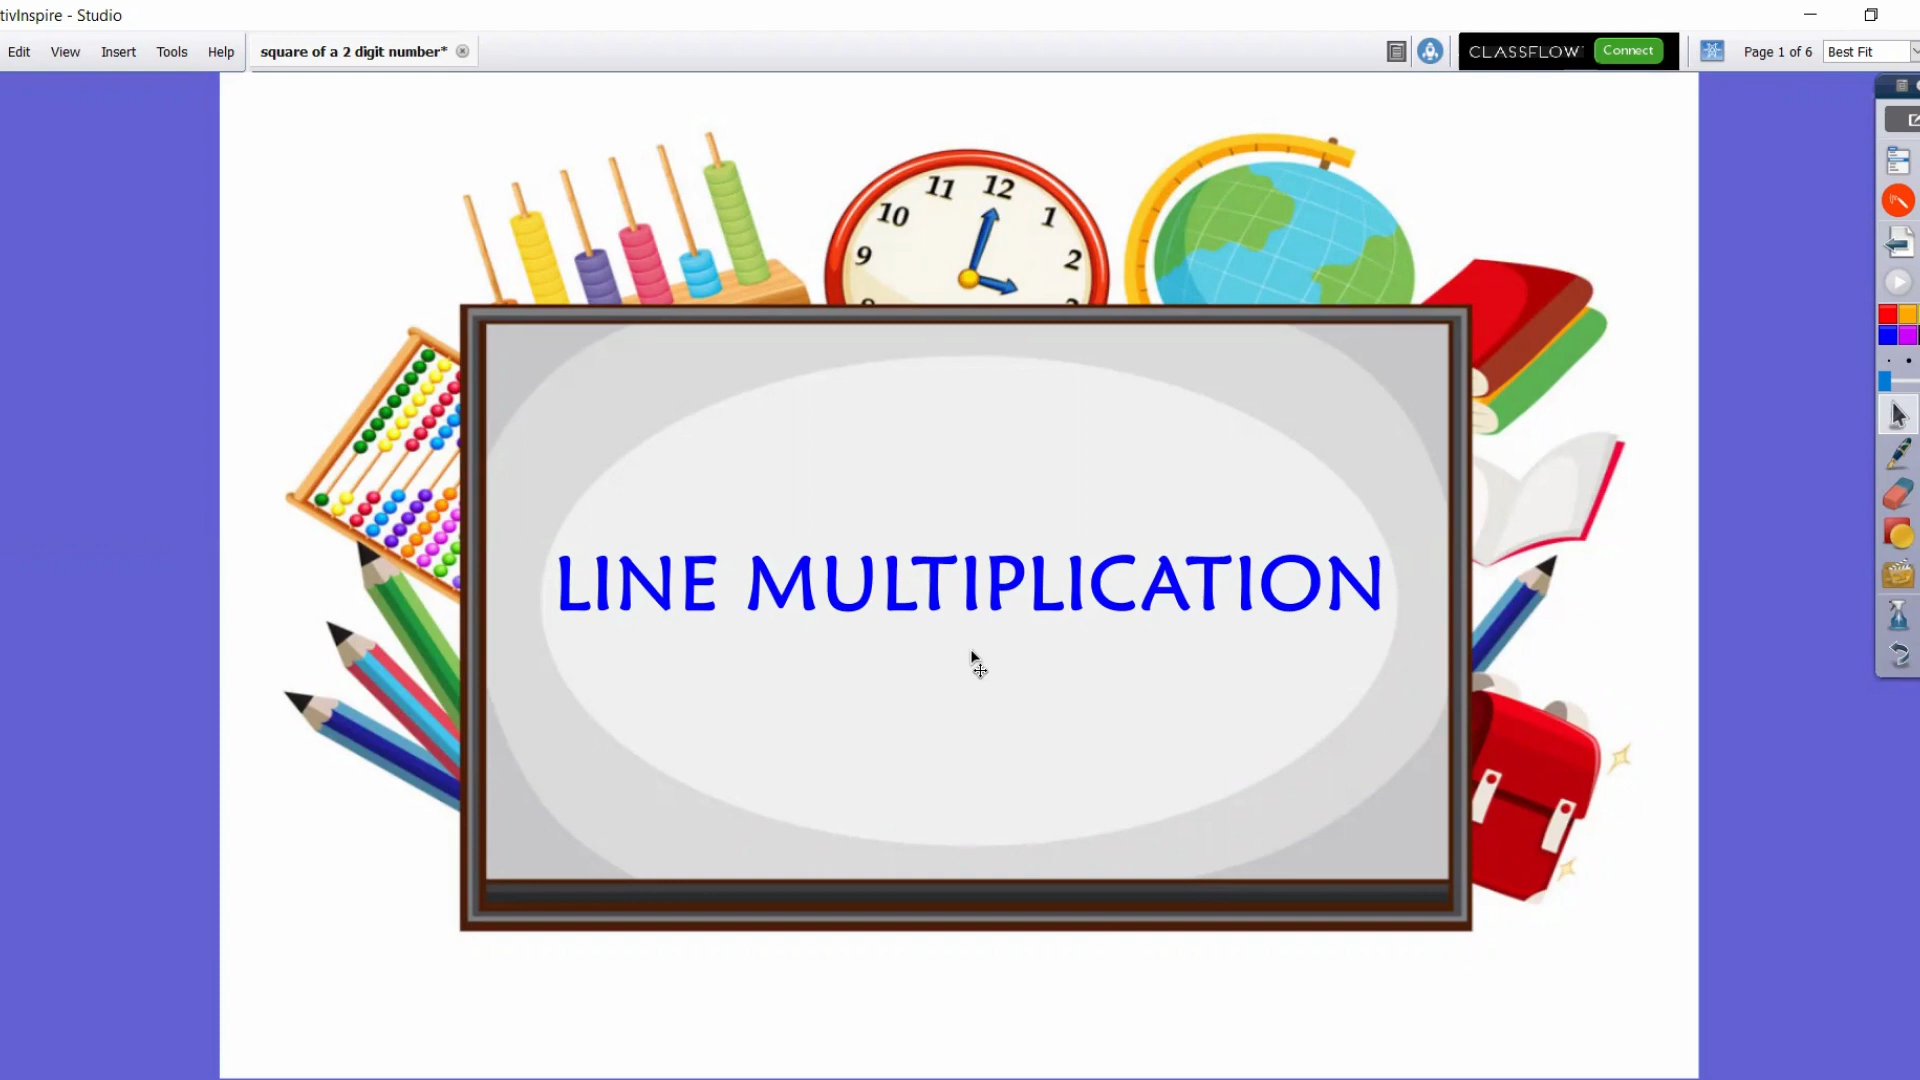 tivInspire - Studio
Edit View Insert Tools Help square of a 2 digit number* CLASSFLOW Connect Page 1 of 6 Best Fit
11 12 1
10 2
9
LINE MULTIPLICATION